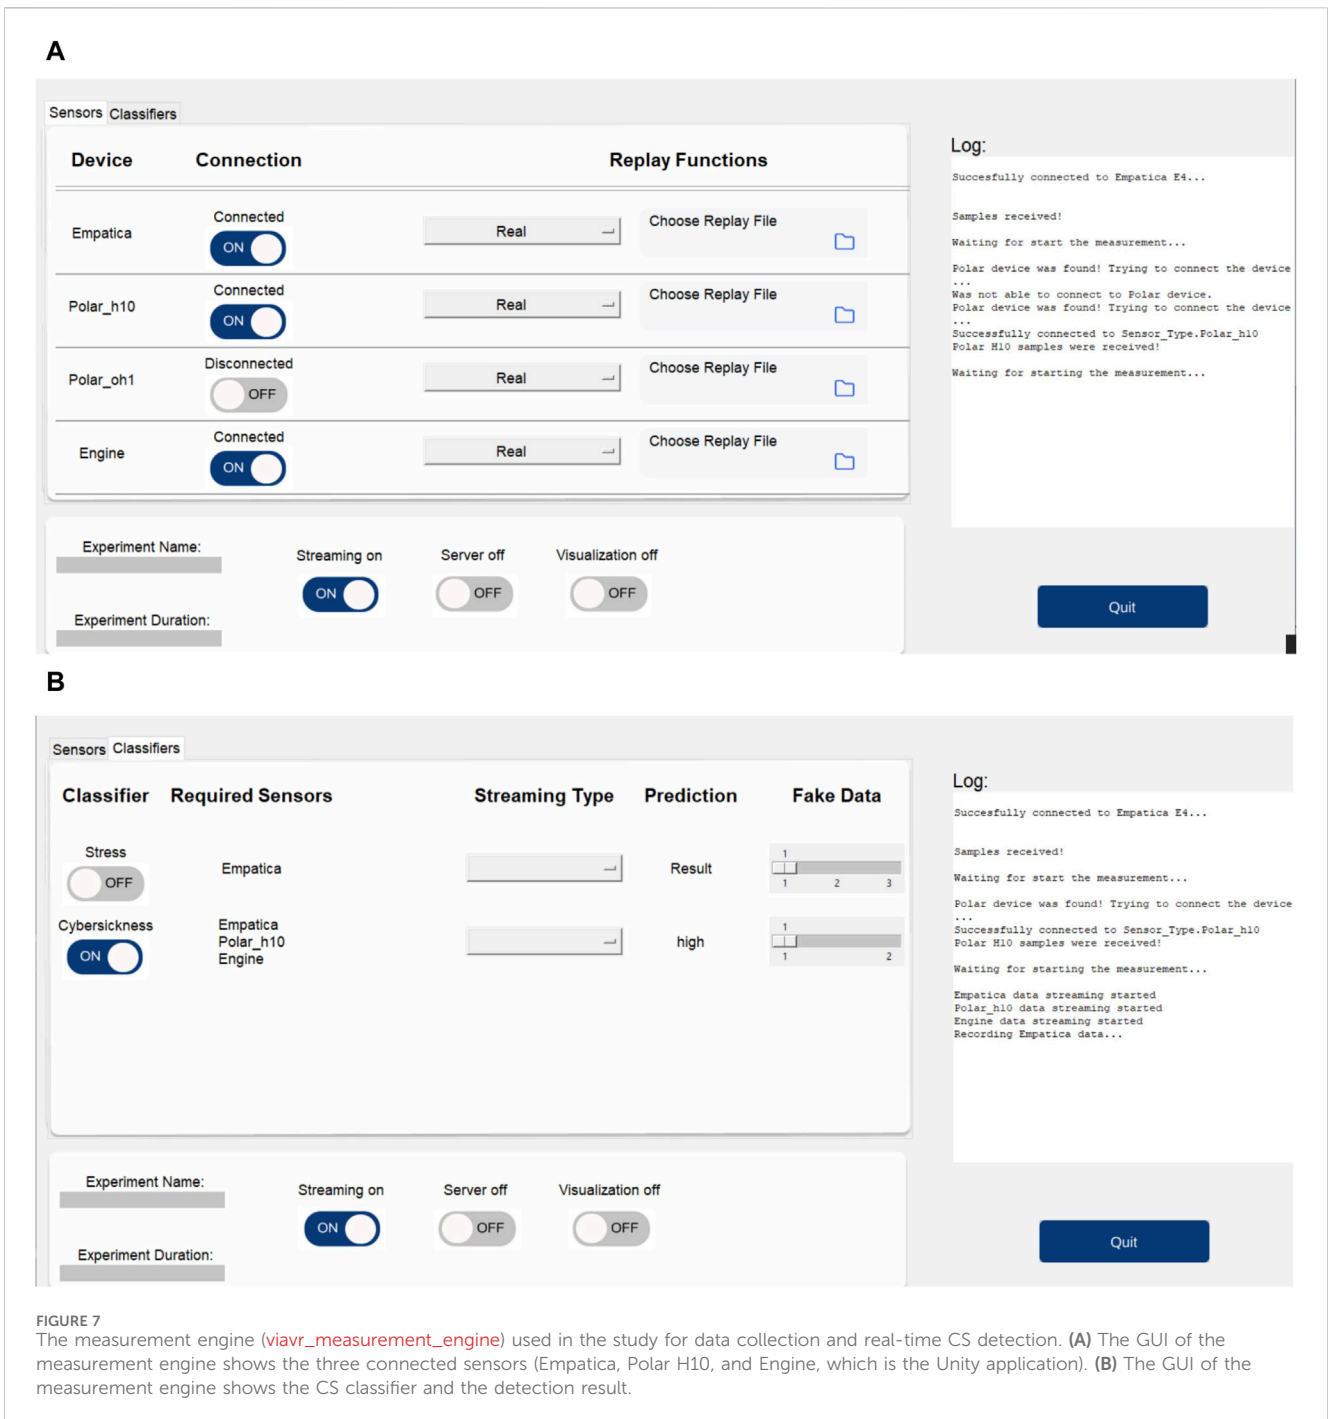 A
Sensors Classifiers
Device Connection Replay Functions
Log:
Succesfully connected to Empatica E4...
Samples received!
Waiting for start the measurement...
Polar device was found! Trying to connect the device
...
Was not able to connect to Polar device.
Polar device was found! Trying to connect the device
...
Successfully connected to Sensor_Type.Polar_h10
Polar H10 samples were received!
Waiting for starting the measurement...
Empatica
Connected
ON
Real
Choose Replay File
Polar_h10
Connected
ON
Real
Choose Replay File
Polar_oh1
Disconnected
OFF
Real
Choose Replay File
Engine
Connected
ON
Real
Choose Replay File
Experiment Name:
Experiment Duration:
Streaming on
ON
Server off
OFF
Visualization off
OFF
Quit
B
Sensors Classifiers
Classifier Required Sensors Streaming Type Prediction Fake Data
Stress
OFF
Empatica
Result
1
1 2 3
Cybersickness
ON
Empatica
Polar_h10
Engine
high
1
1 2
Log:
Succesfully connected to Empatica E4...
Samples received!
Waiting for start the measurement...
Polar device was found! Trying to connect the device
...
Successfully connected to Sensor_Type.Polar_h10
Polar H10 samples were received!
Waiting for starting the measurement...
Empatica data streaming started
Polar_h10 data streaming started
Engine data streaming started
Recording Empatica data...
Experiment Name:
Experiment Duration:
Streaming on
ON
Server off
OFF
Visualization off
OFF
Quit
FIGURE 7
The measurement engine (viavr_measurement_engine) used in the study for data collection and real-time CS detection. (A) The GUI of the
measurement engine shows the three connected sensors (Empatica, Polar H10, and Engine, which is the Unity application). (B) The GUI of the
measurement engine shows the CS classifier and the detection result.